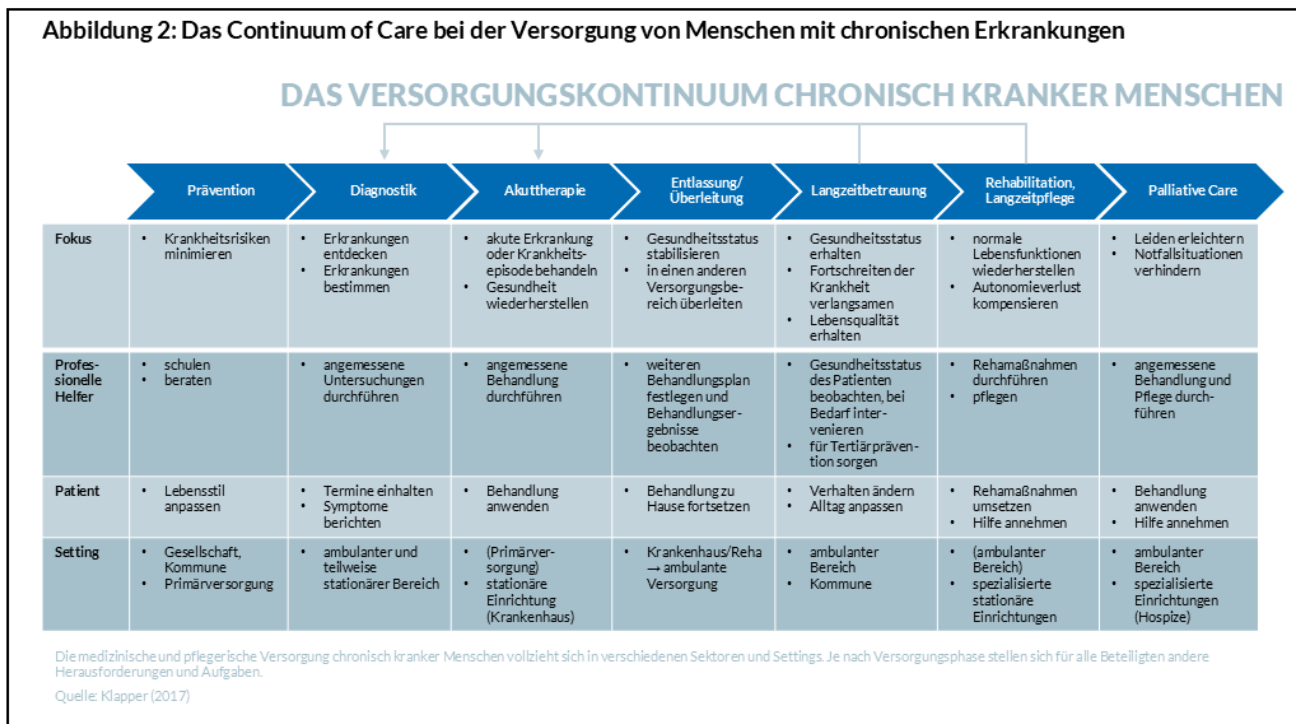 Abbildung 2: Das Continuum of Care bei der Versorgung von Menschen mit chronischen Erkrankungen
DAS VERSORGUNGSKONTINUUM CHRONISCH KRANKER MENSCHEN
Prävention
Diagnostik
Akuttherapie
Entlassung/
Überleitung
Langzeitbetreuung
Rehabilitation,
Langzeitpflege
Palliative Care
Fokus
• Krankheitsrisiken
minimieren
• Erkrankungen
entdecken
• Erkrankungen
bestimmen
• akute Erkrankung
oder Krankheits-
episode behandeln
• Gesundheit
wiederherstellen
• Gesundheitsstatus
stabilisieren
• in einen anderen
Versorgungsbe-
reich überleiten
• Gesundheitsstatus
erhalten
• Fortschreiten der
Krankheit
verlangsamen
• Lebensqualität
erhalten
• normale
Lebensfunktionen
wiederherstellen
• Autonomieverlust
kompensieren
• Leiden erleichtern
• Notfallsituationen
verhindern
Profes-
sionelle
Helfer
• schulen
• beraten
• angemessene
Untersuchungen
durchführen
• angemessene
Behandlung
durchführen
• weiteren
Behandlungsplan
festlegen und
Behandlungser-
gebnisse
beobachten
• Gesundheitsstatus
des Patienten
beobachten, bei
Bedarf inter-
venieren
• für Tertiärpräven-
tion sorgen
• Rehamaßnahmen
durchführen
• pflegen
• angemessene
Behandlung und
Pflege durch-
führen
Patient
• Lebensstil
anpassen
• Termine einhalten
• Symptome
berichten
• Behandlung
anwenden
• Behandlung zu
Hause fortsetzen
• Verhalten ändern
• Alltag anpassen
• Rehamaßnahmen
umsetzen
• Hilfe annehmen
• Behandlung
anwenden
• Hilfe annehmen
Setting
• Gesellschaft,
Kommune
• Primärversorgung
• ambulanter und
teilweise
stationärer Bereich
• (Primärver-
sorgung)
• stationäre
Einrichtung
(Krankenhaus)
• Krankenhaus/Reha
→ ambulante
Versorgung
• ambulanter
Bereich
• Kommune
• (ambulanter
Bereich)
• spezialisierte
stationäre
Einrichtungen
• ambulanter
Bereich
• spezialisierte
Einrichtungen
(Hospize)
Die medizinische und pflegerische Versorgung chronisch kranker Menschen vollzieht sich in verschiedenen Sektoren und Settings. Je nach Versorgungsphase stellen sich für alle Beteiligten andere
Herausforderungen und Aufgaben.
Quelle: Klapper (2017)